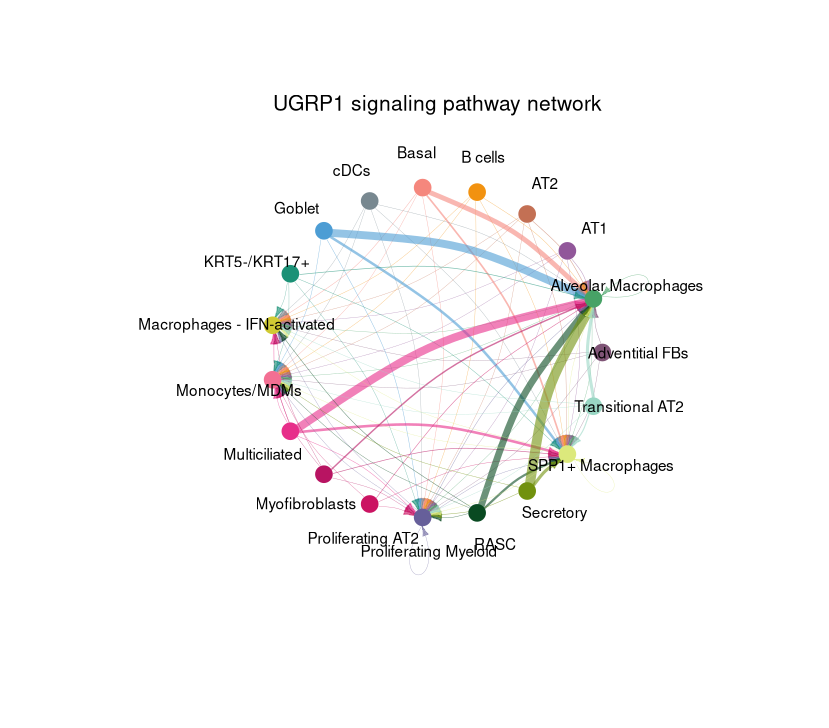 UGRP1 signaling pathway network
Basal
B cells
cDCs
AT2
Goblet
AT1
KRT5-/KRT17+
Alveolar Macrophages
Macrophages - IFN-activated
Adventitial FBs
Monocytes/MDMs
Transitional AT2
Multiciliated
SPP1+ Macrophages
Myofibroblasts
Secretory
Proliferating AT2
RASC
Proliferating Myeloid